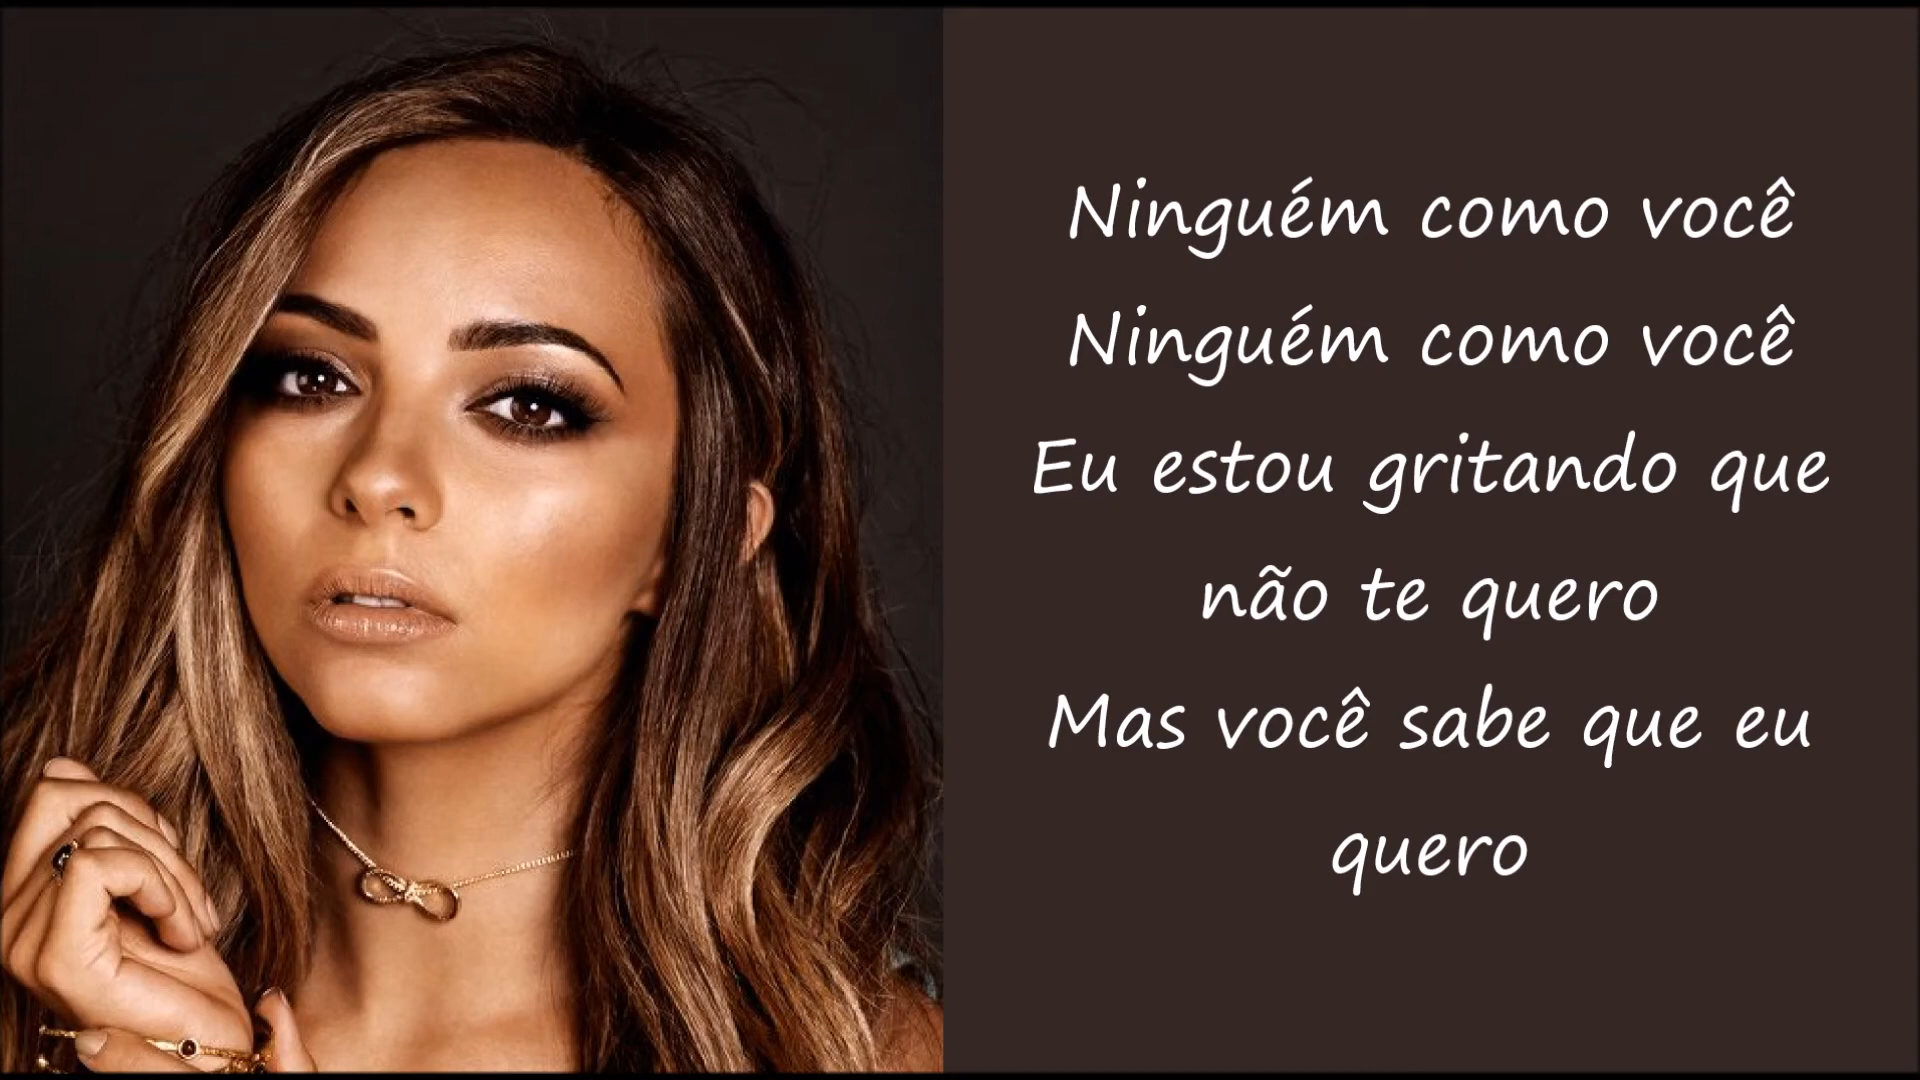 Ninguém como você
Ninguém como você
Eu estou gritando que
não te quero
Mas você sabe que eu
quero